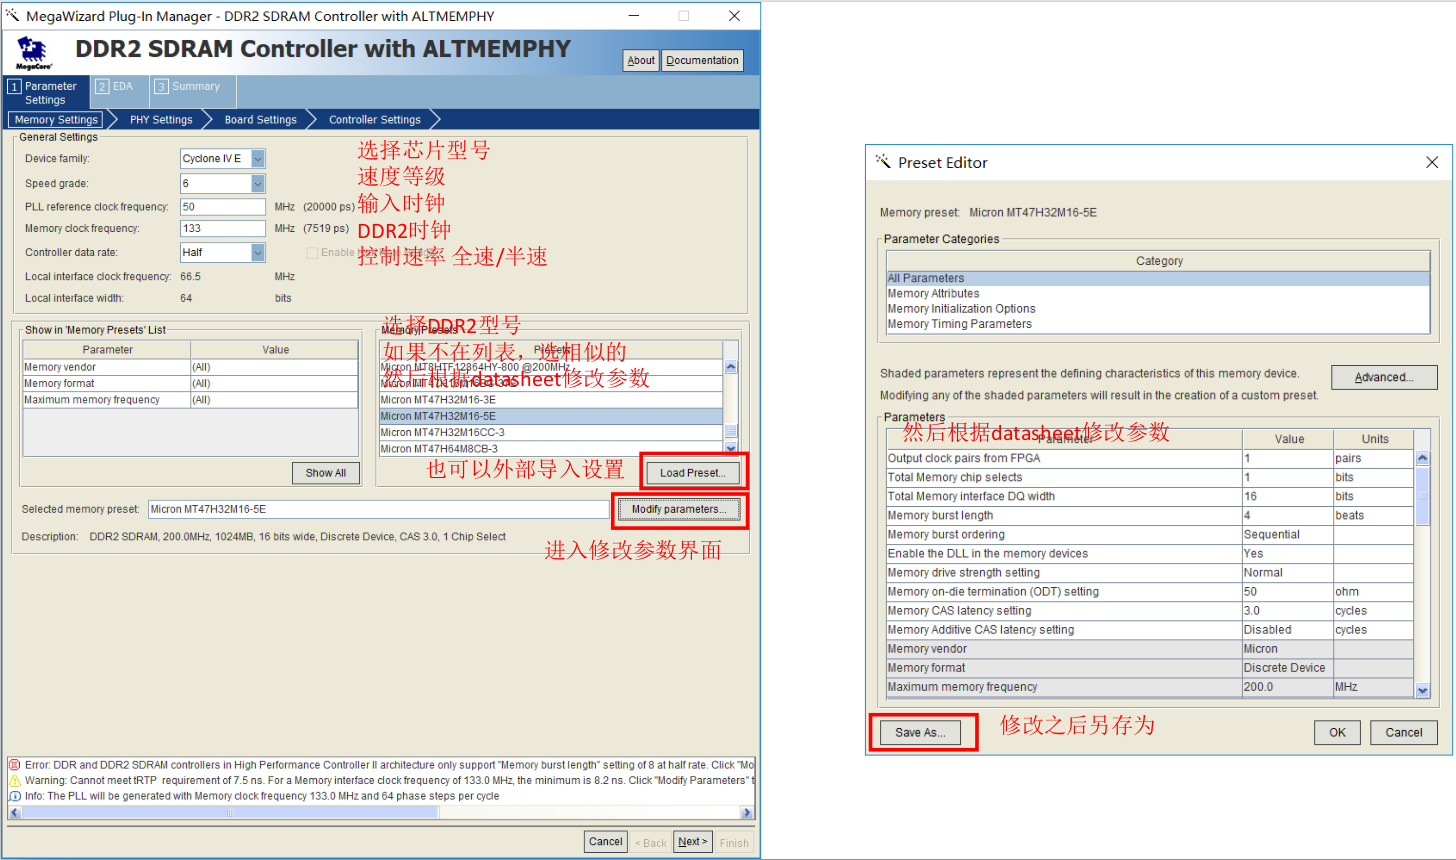 MegaWizard Plug-In Manager - DDR2 SDRAM Controller with ALTMEMPHY
MegaCore®
DDR2 SDRAM Controller with ALTMEMPHY
About
Documentation
1 Parameter Settings
2 EDA
3 Summary
Memory Settings
PHY Settings
Board Settings
Controller Settings
General Settings
选择芯片型号
Device family: Cyclone IV E
速度等级
Speed grade: 6
PLL reference clock frequency: 50 MHz (20000 ps)
输入时钟
Memory clock frequency: 133 MHz (7519 ps)
DDR2时钟
Controller data rate: Half
Enable
控制速率 全速/半速
Local interface clock frequency: 66.5 MHz
Local interface width: 64 bits
Show in 'Memory Presets' List
Parameter Value
Memory vendor (All)
Memory format (All)
Maximum memory frequency (All)
Show All
Memory Presets
选择DDR2型号
Presets
如果不在列表，选相似的
Micron MT8HTF12864HY-800 @200MHz
然后根据datasheet修改参数
Micron MT47H32M16-3E
Micron MT47H32M16-5E
Micron MT47H32M16CC-3
Micron MT47H64M8CB-3
也可以外部导入设置
Load Preset...
Selected memory preset: Micron MT47H32M16-5E
Modify parameters...
Description: DDR2 SDRAM, 200.0MHz, 1024MB, 16 bits wide, Discrete Device, CAS 3.0, 1 Chip Select
进入修改参数界面
Error: DDR and DDR2 SDRAM controllers in High Performance Controller II architecture only support "Memory burst length" setting of 8 at half rate. Click "Mo
Warning: Cannot meet tRTP requirement of 7.5 ns. For a Memory interface clock frequency of 133.0 MHz, the minimum is 8.2 ns. Click "Modify Parameters" t
Info: The PLL will be generated with Memory clock frequency 133.0 MHz and 64 phase steps per cycle
Cancel
< Back
Next >
Finish
Preset Editor
Memory preset: Micron MT47H32M16-5E
Parameter Categories
Category
All Parameters
Memory Attributes
Memory Initialization Options
Memory Timing Parameters
Shaded parameters represent the defining characteristics of this memory device.
Modifying any of the shaded parameters will result in the creation of a custom preset.
Advanced...
Parameters
然后根据datasheet修改参数
Parameter Value Units
Output clock pairs from FPGA 1 pairs
Total Memory chip selects 1 bits
Total Memory interface DQ width 16 bits
Memory burst length 4 beats
Memory burst ordering Sequential
Enable the DLL in the memory devices Yes
Memory drive strength setting Normal
Memory on-die termination (ODT) setting 50 ohm
Memory CAS latency setting 3.0 cycles
Memory Additive CAS latency setting Disabled cycles
Memory vendor Micron
Memory format Discrete Device
Maximum memory frequency 200.0 MHz
Save As...
修改之后另存为
OK
Cancel